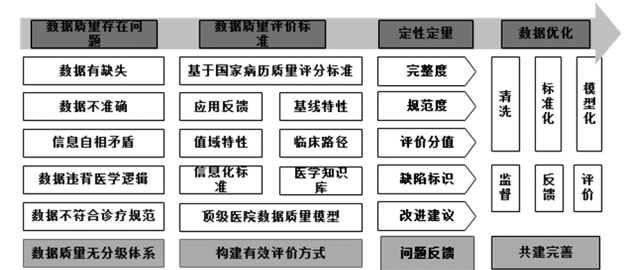 数据质量存在问
题
数据质量评价标
准
定性定量
数据优化
数据有缺失
基于国家病历质量评分标准
完整度
清洗
标准化
模型化
数据不准确
应用反馈
基线特性
规范度
信息自相矛盾
值域特性
临床路径
评价分值
数据违背医学逻辑
信息化标
准
医学知识
库
缺陷标识
监督
反馈
评价
数据不符合诊疗规范
顶级医院数据质量模型
改进建议
数据质量无分级体系
构建有效评价方式
问题反馈
共建完善